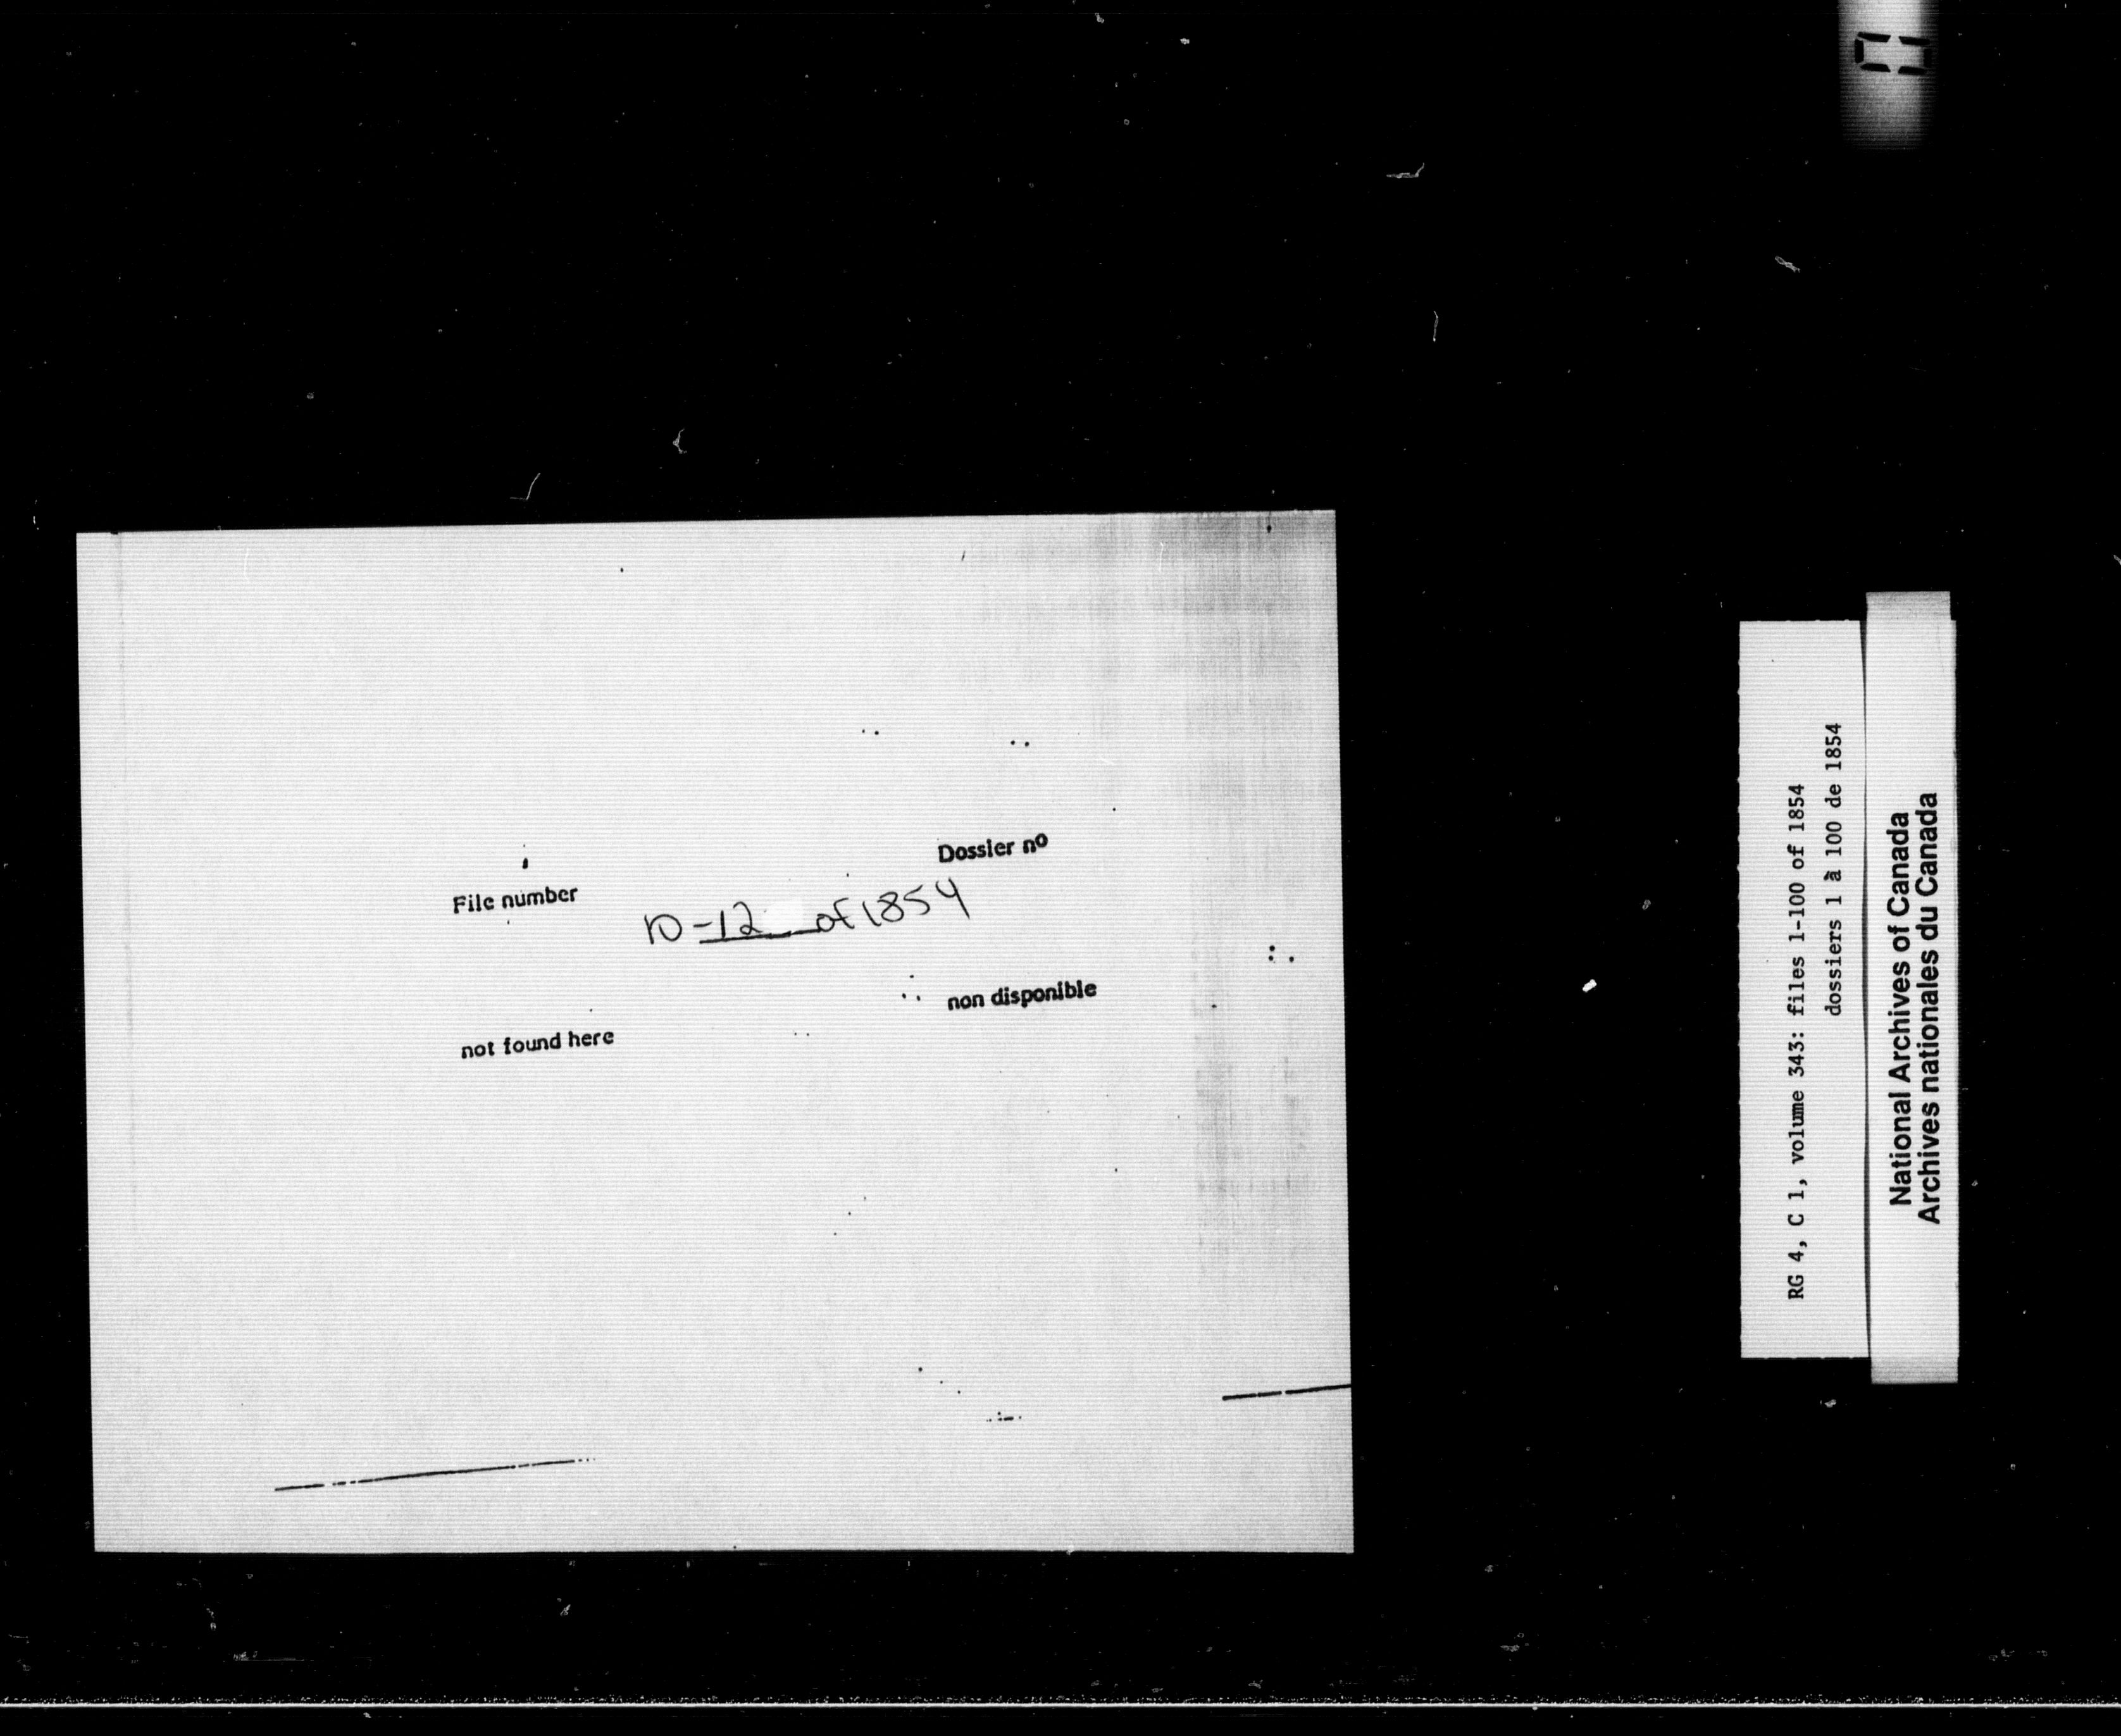 Dossier nº
File number
10-12 of 1854
non disponible
not found here
RG 4, C 1, volume 343: files 1-100 of 1854
dossiers 1 à 100 de 1854
National Archives of Canada
Archives nationales du Canada